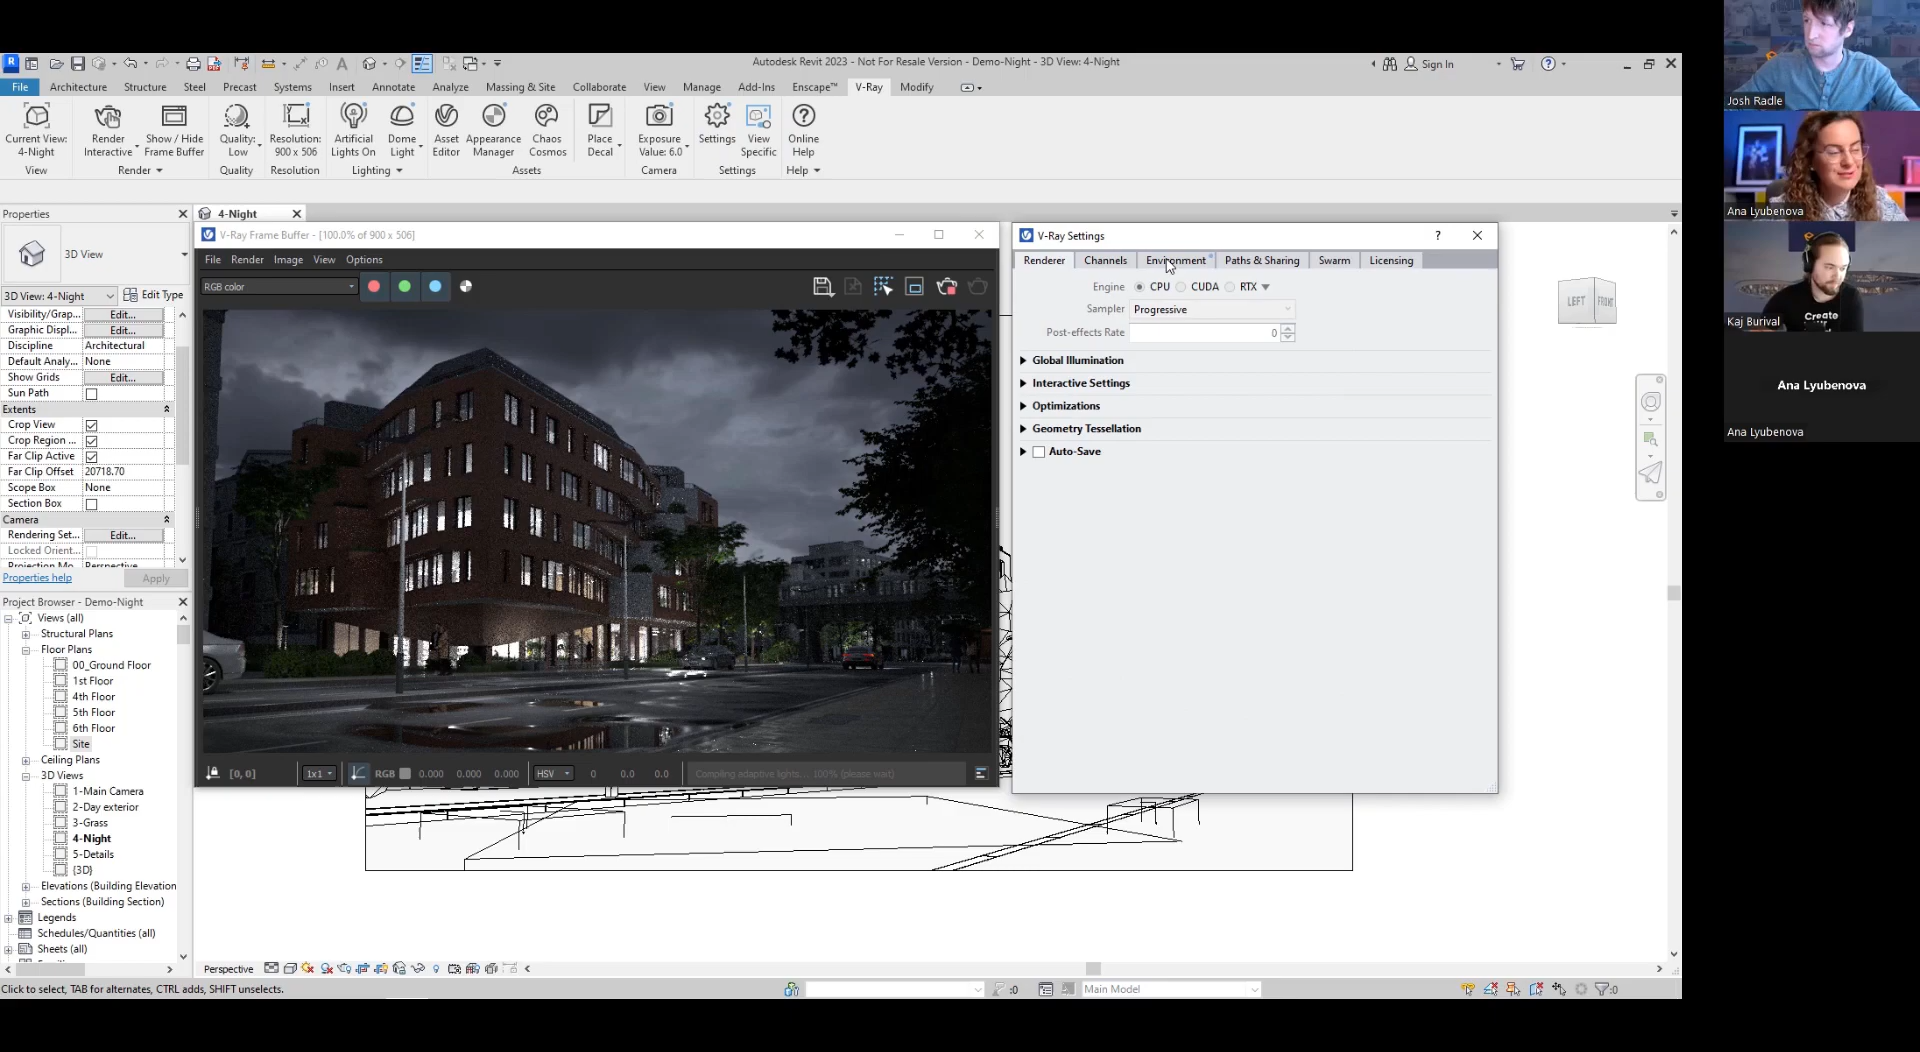 Autodesk Revit 2023 - Not For Resale Version - Demo-Night - 3D View: 4-Night
Sign In
File Architecture Structure Steel Precast Systems Insert Annotate Analyze Massing & Site Collaborate View Manage Add-Ins Enscape™ V-Ray Modify
Current View: 4-Night
Render Interactive
Show / Hide Frame Buffer
Quality: Low
Resolution: 900 x 506
Artificial Lights On
Dome Light
Asset Editor
Appearance Manager
Chaos Cosmos
Place Decal
Exposure Value: 6.0
Settings
View Specific
Online Help
View Render Quality Resolution Lighting Assets Camera Settings Help
Properties
3D View
3D View: 4-Night Edit Type
Visibility/Grap... Edit...
Graphic Displ... Edit...
Discipline Architectural
Default Analy... None
Show Grids Edit...
Sun Path
Extents
Crop View
Crop Region ...
Far Clip Active
Far Clip Offset 20718.70
Scope Box None
Section Box
Camera
Rendering Set... Edit...
Locked Orient...
Projection Mo... Perspective
Properties help Apply
Project Browser - Demo-Night
Views (all)
Structural Plans
Floor Plans
00_Ground Floor
1st Floor
4th Floor
5th Floor
6th Floor
Site
Ceiling Plans
3D Views
1-Main Camera
2-Day exterior
3-Grass
4-Night
5-Details
{3D}
Elevations (Building Elevation
Sections (Building Section)
Legends
Schedules/Quantities (all)
Sheets (all)
4-Night
V-Ray Frame Buffer - [100.0% of 900 x 506]
File Render Image View Options
RGB color
[0, 0] 1x1 RGB 0.000 0.000 0.000 HSV 0 0.0 0.0 Compiling adaptive lights... 100% (please wait)
V-Ray Settings
?
Renderer Channels Environment Paths & Sharing Swarm Licensing
Engine CPU CUDA RTX
Sampler Progressive
Post-effects Rate 0
Global Illumination
Interactive Settings
Optimizations
Geometry Tessellation
Auto-Save
LEFT FRONT
Perspective
Click to select, TAB for alternates, CTRL adds, SHIFT unselects.
:0
Main Model
:0
Josh Radle
Ana Lyubenova
Create
Kaj Burival
Ana Lyubenova
Ana Lyubenova